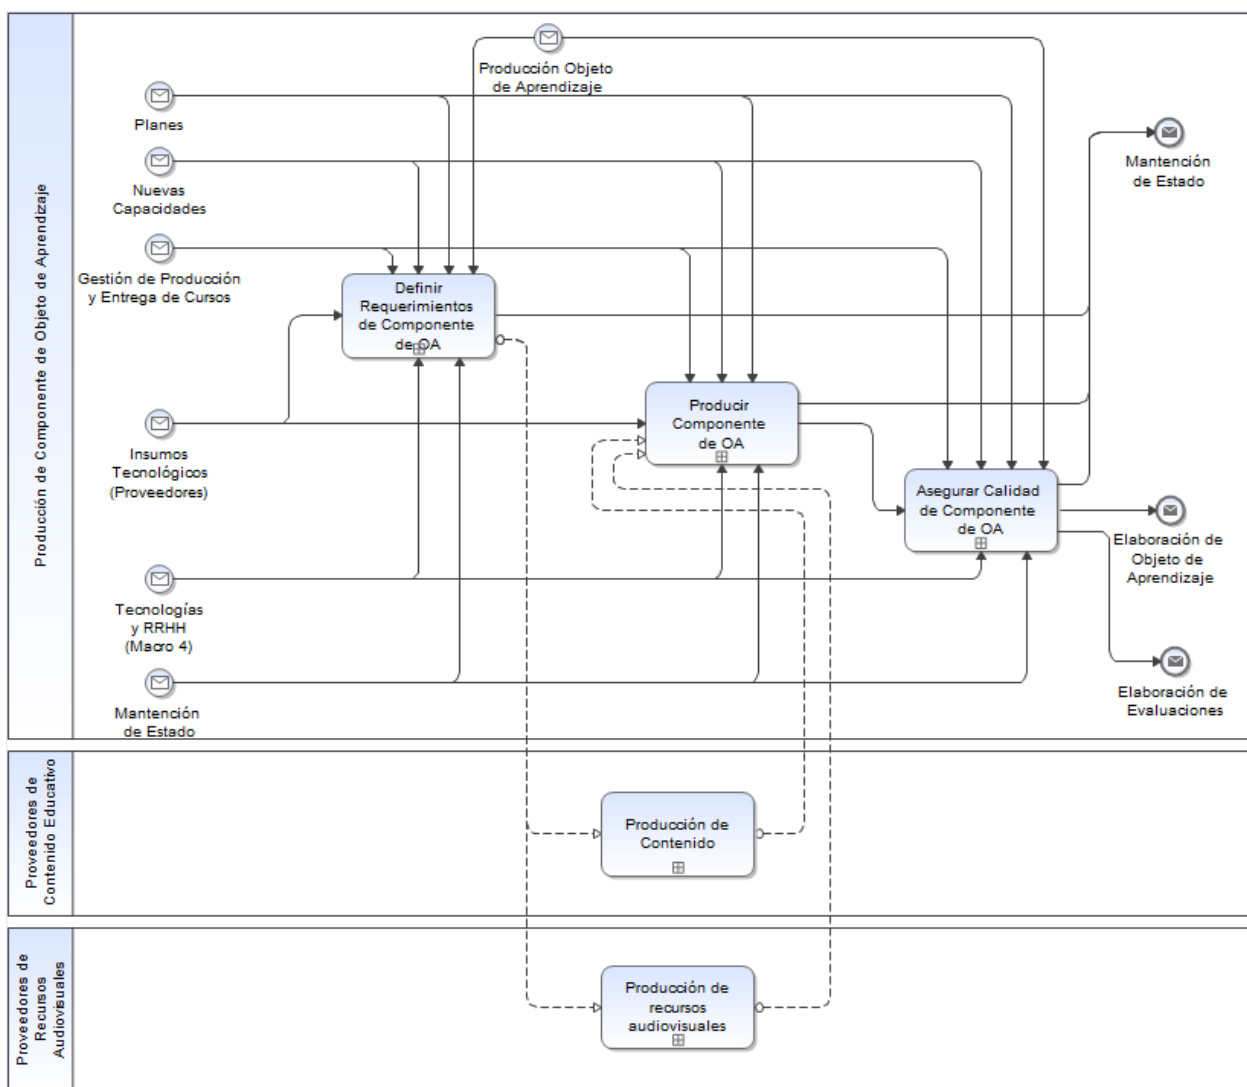 Producción de Componente de Objeto de Aprendizaje
Producción Objeto
de Aprendizaje
Planes
Nuevas
Capacidades
Gestión de Producción
y Entrega de Cursos
Definir
Requerimientos
de Componente
de OA
Mantención
de Estado
Insumos
Tecnológicos
(Proveedores)
Producir
Componente
de OA
Asegurar Calidad
de Componente
de OA
Elaboración de
Objeto de
Aprendizaje
Tecnologías
y RRHH
(Macro 4)
Elaboración de
Evaluaciones
Mantención
de Estado
Proveedores de
Contenido Educativo
Producción de
Contenido
Proveedores de
Recursos
Audiovisuales
Producción de
recursos
audiovisuales